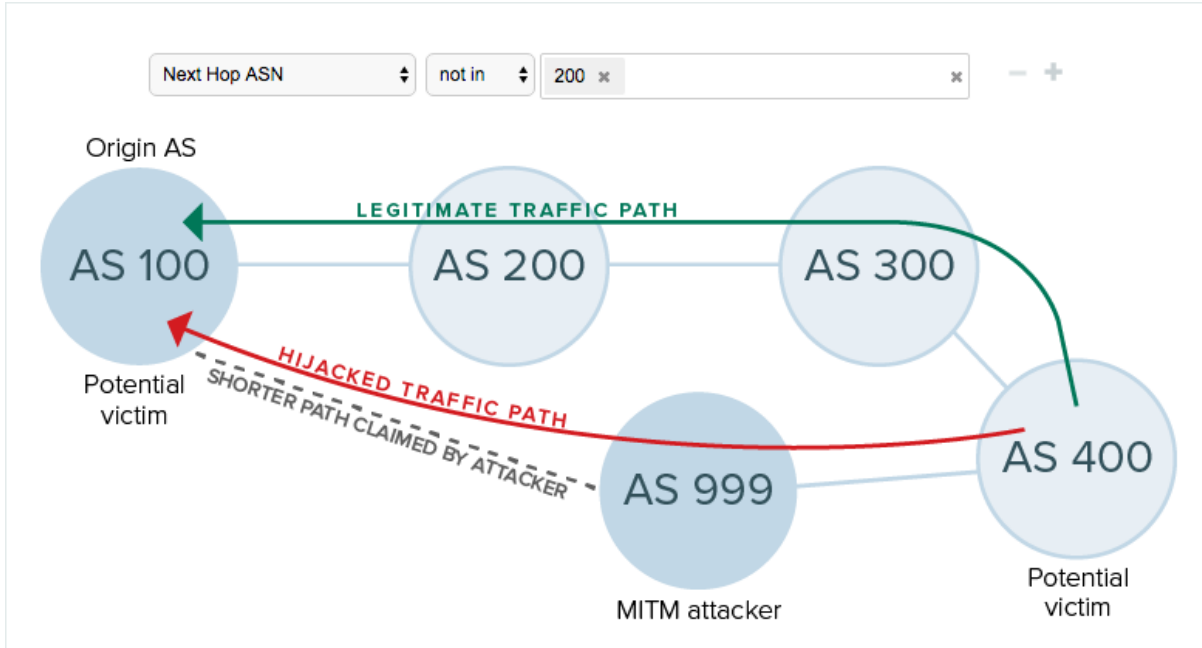 Next Hop ASN not in 200 ×  ×  − +
Origin AS
LEGITIMATE TRAFFIC PATH
AS 100 AS 200 AS 300
HIJACKED TRAFFIC PATH
Potential
victim
SHORTER PATH CLAIMED BY ATTACKER
AS 400
AS 999
MITM attacker
Potential
victim